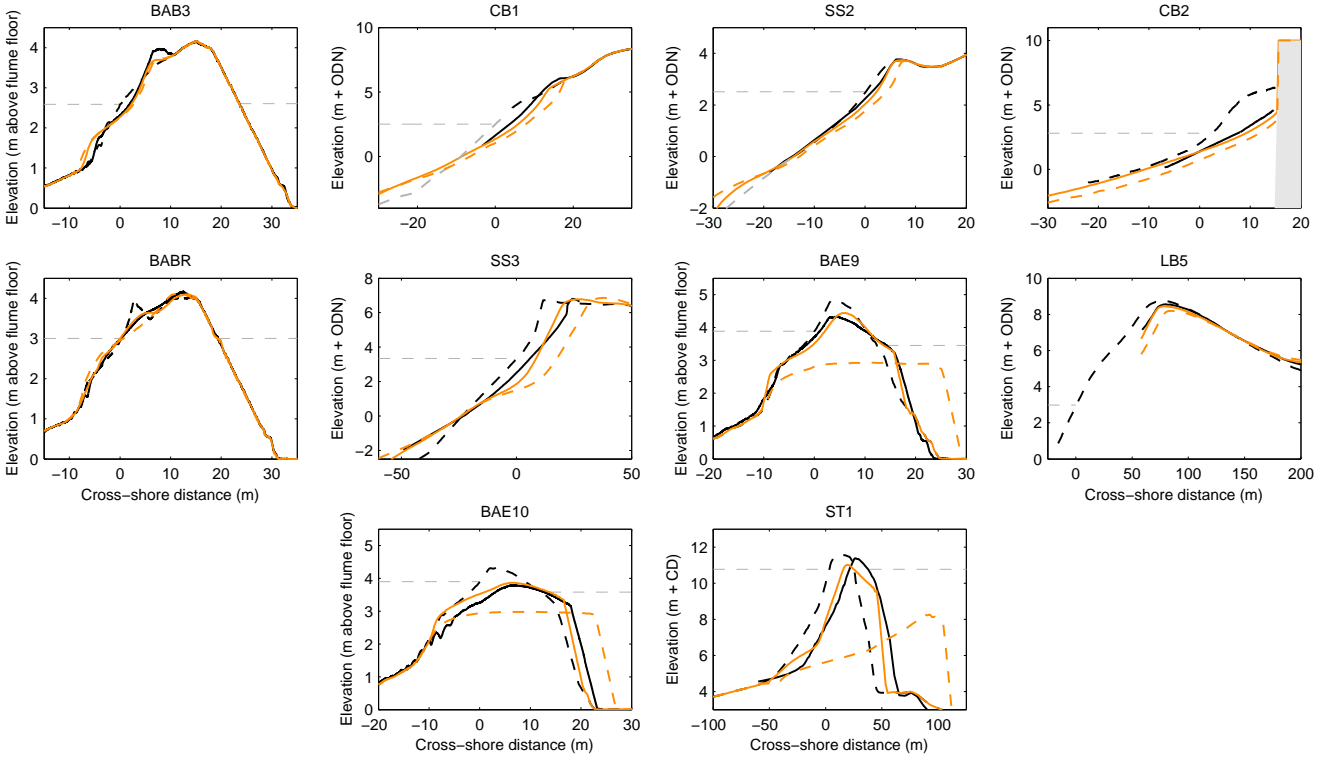 BAB3
Elevation (m above flume floor)
4
3
2
1
0
−10 0 10 20 30
CB1
Elevation (m + ODN)
10
5
0
−20 0 20
SS2
Elevation (m + ODN)
4
2
0
−2
−20 0 20
CB2
Elevation (m + ODN)
10
5
0
−30 −20 −10 0 10 20
BABR
Elevation (m above flume floor)
4
3
2
1
0
−10 0 10 20 30
Cross−shore distance (m)
SS3
Elevation (m + ODN)
8
6
4
2
0
−2
−50 0 50
BAE9
Elevation (m above flume floor)
5
4
3
2
1
0
−20 −10 0 10 20 30
LB5
Elevation (m + ODN)
10
8
6
4
2
0
0 50 100 150 200
Cross−shore distance (m)
BAE10
Elevation (m above flume floor)
5
4
3
2
1
0
−20 −10 0 10 20 30
Cross−shore distance (m)
ST1
Elevation (m + CD)
12
10
8
6
4
−100 −50 0 50 100
Cross−shore distance (m)